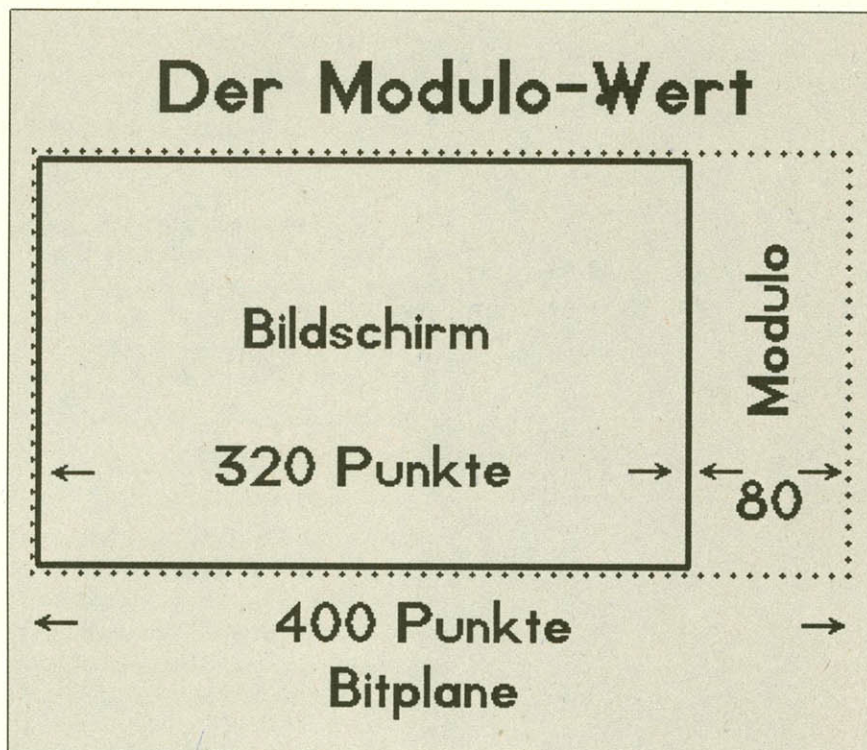 Der Modulo-Wert
Bildschirm
Modulo
← 320 Punkte →
← 80 →
← 400 Punkte →
Bitplane